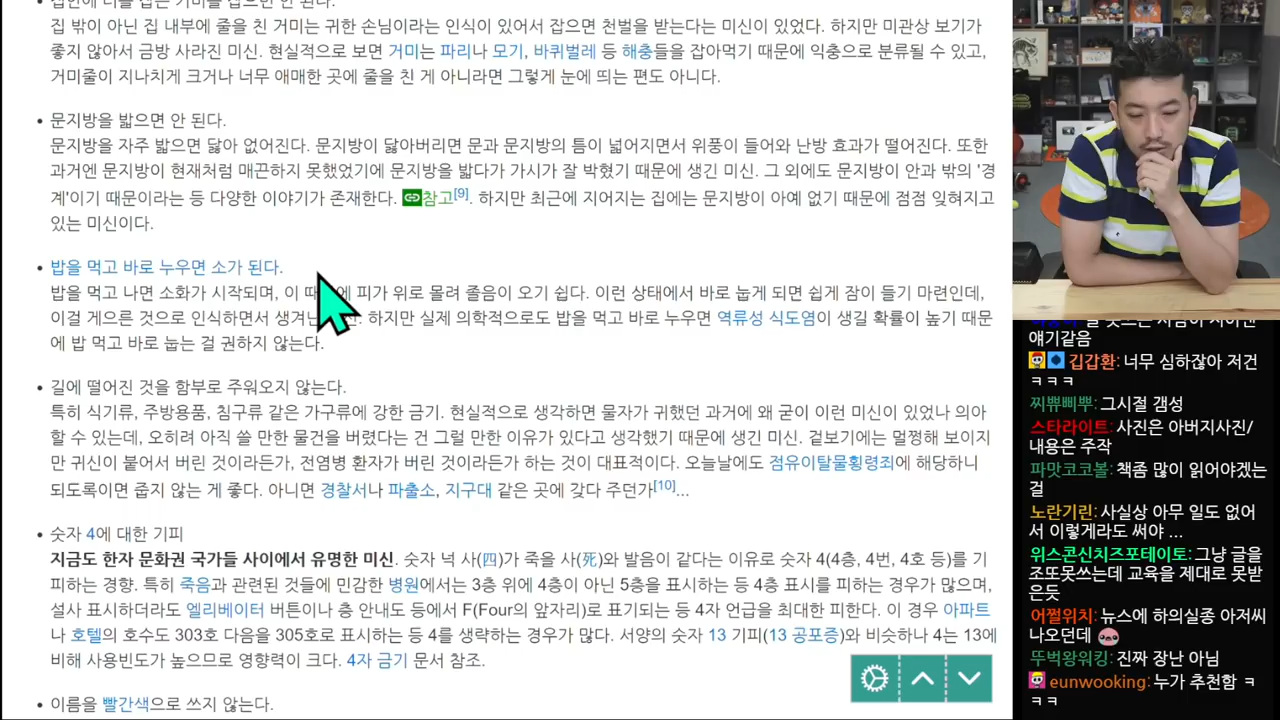 집 밖이 아닌 집 내부에 줄을 친 거미는 귀한 손님이라는 인식이 있어서 잡으면 천벌을 받는다는 미신이 있었다. 하지만 미관상 보기가
좋지 않아서 금방 사라진 미신. 현실적으로 보면 거미는 파리나 모기, 바퀴벌레 등 해충들을 잡아먹기 때문에 익충으로 분류될 수 있고,
거미줄이 지나치게 크거나 너무 애매한 곳에 줄을 친 게 아니라면 그렇게 눈에 띄는 편도 아니다.
• 문지방을 밟으면 안 된다.
문지방을 자주 밟으면 닳아 없어진다. 문지방이 닳아버리면 문과 문지방의 틈이 넓어지면서 위풍이 들어와 난방 효과가 떨어진다. 또한
과거엔 문지방이 현재처럼 매끈하지 못했었기에 문지방을 밟다가 가시가 잘 박혔기 때문에 생긴 미신. 그 외에도 문지방이 안과 밖의 '경
계'이기 때문이라는 등 다양한 이야기가 존재한다. 참고[9]. 하지만 최근에 지어지는 집에는 문지방이 아예 없기 때문에 점점 잊혀지고
있는 미신이다.
• 밥을 먹고 바로 누우면 소가 된다.
밥을 먹고 나면 소화가 시작되며, 이 때 피가 위로 몰려 졸음이 오기 쉽다. 이런 상태에서 바로 눕게 되면 쉽게 잠이 들기 마련인데,
이걸 게으른 것으로 인식하면서 하지만 실제 의학적으로도 밥을 먹고 바로 누우면 역류성 식도염이 생길 확률이 높기 때문
에 밥 먹고 바로 눕는 걸 권하지 않는다.
• 길에 떨어진 것을 함부로 주워오지 않는다.
특히 식기류, 주방용품, 침구류 같은 가구류에 강한 금기. 현실적으로 생각하면 물자가 귀했던 과거에 왜 굳이 이런 미신이 있었나 의아
할 수 있는데, 오히려 아직 쓸 만한 물건을 버렸다는 건 그럴 만한 이유가 있다고 생각했기 때문에 생긴 미신. 겉보기에는 멀쩡해 보이지
만 귀신이 붙어서 버린 것이라든가, 전염병 환자가 버린 것이라든가 하는 것이 대표적이다. 오늘날에도 점유이탈물횡령죄에 해당하니
되도록이면 줍지 않는 게 좋다. 아니면 경찰서나 파출소, 지구대 같은 곳에 갖다 주던가[10]...
• 숫자 4에 대한 기피
지금도 한자 문화권 국가들 사이에서 유명한 미신. 숫자 넉 사(四)가 죽을 사(死)와 발음이 같다는 이유로 숫자 4(4층, 4번, 4호 등)를 기
피하는 경향. 특히 죽음과 관련된 것들에 민감한 병원에서는 3층 위에 4층이 아닌 5층을 표시하는 등 4층 표시를 피하는 경우가 많으며,
설사 표시하더라도 엘리베이터 버튼이나 층 안내도 등에서 F(Four의 앞자리)로 표기되는 등 4자 언급을 최대한 피한다. 이 경우 아파트
나 호텔의 호수도 303호 다음을 305호로 표시하는 등 4를 생략하는 경우가 많다. 서양의 숫자 13 기피(13 공포증)와 비슷하나 4는 13에
비해 사용빈도가 높으므로 영향력이 크다. 4자 금기 문서 참조.
• 이름을 빨간색으로 쓰지 않는다.
얘기같음
김갑환: 너무 심하잖아 저건
ㅋㅋㅋ
찌쀼삐뿌: 그시절 갬성
스타라이트: 사진은 아버지사진/
내용은 주작
파맛코코볼: 책좀 많이 읽어야겠는
걸
노란기린: 사실상 아무 일도 없어
서 이렇게라도 써야 ...
위스콘신치즈포테이토: 그냥 글을
조또못쓰는데 교육을 제대로 못받
은듯
어쩔위치: 뉴스에 하의실종 아저씨
나오던데
뚜벅왕워킹: 진짜 장난 아님
eunwooking: 누가 추천함 ㅋ
ㅋㅋ